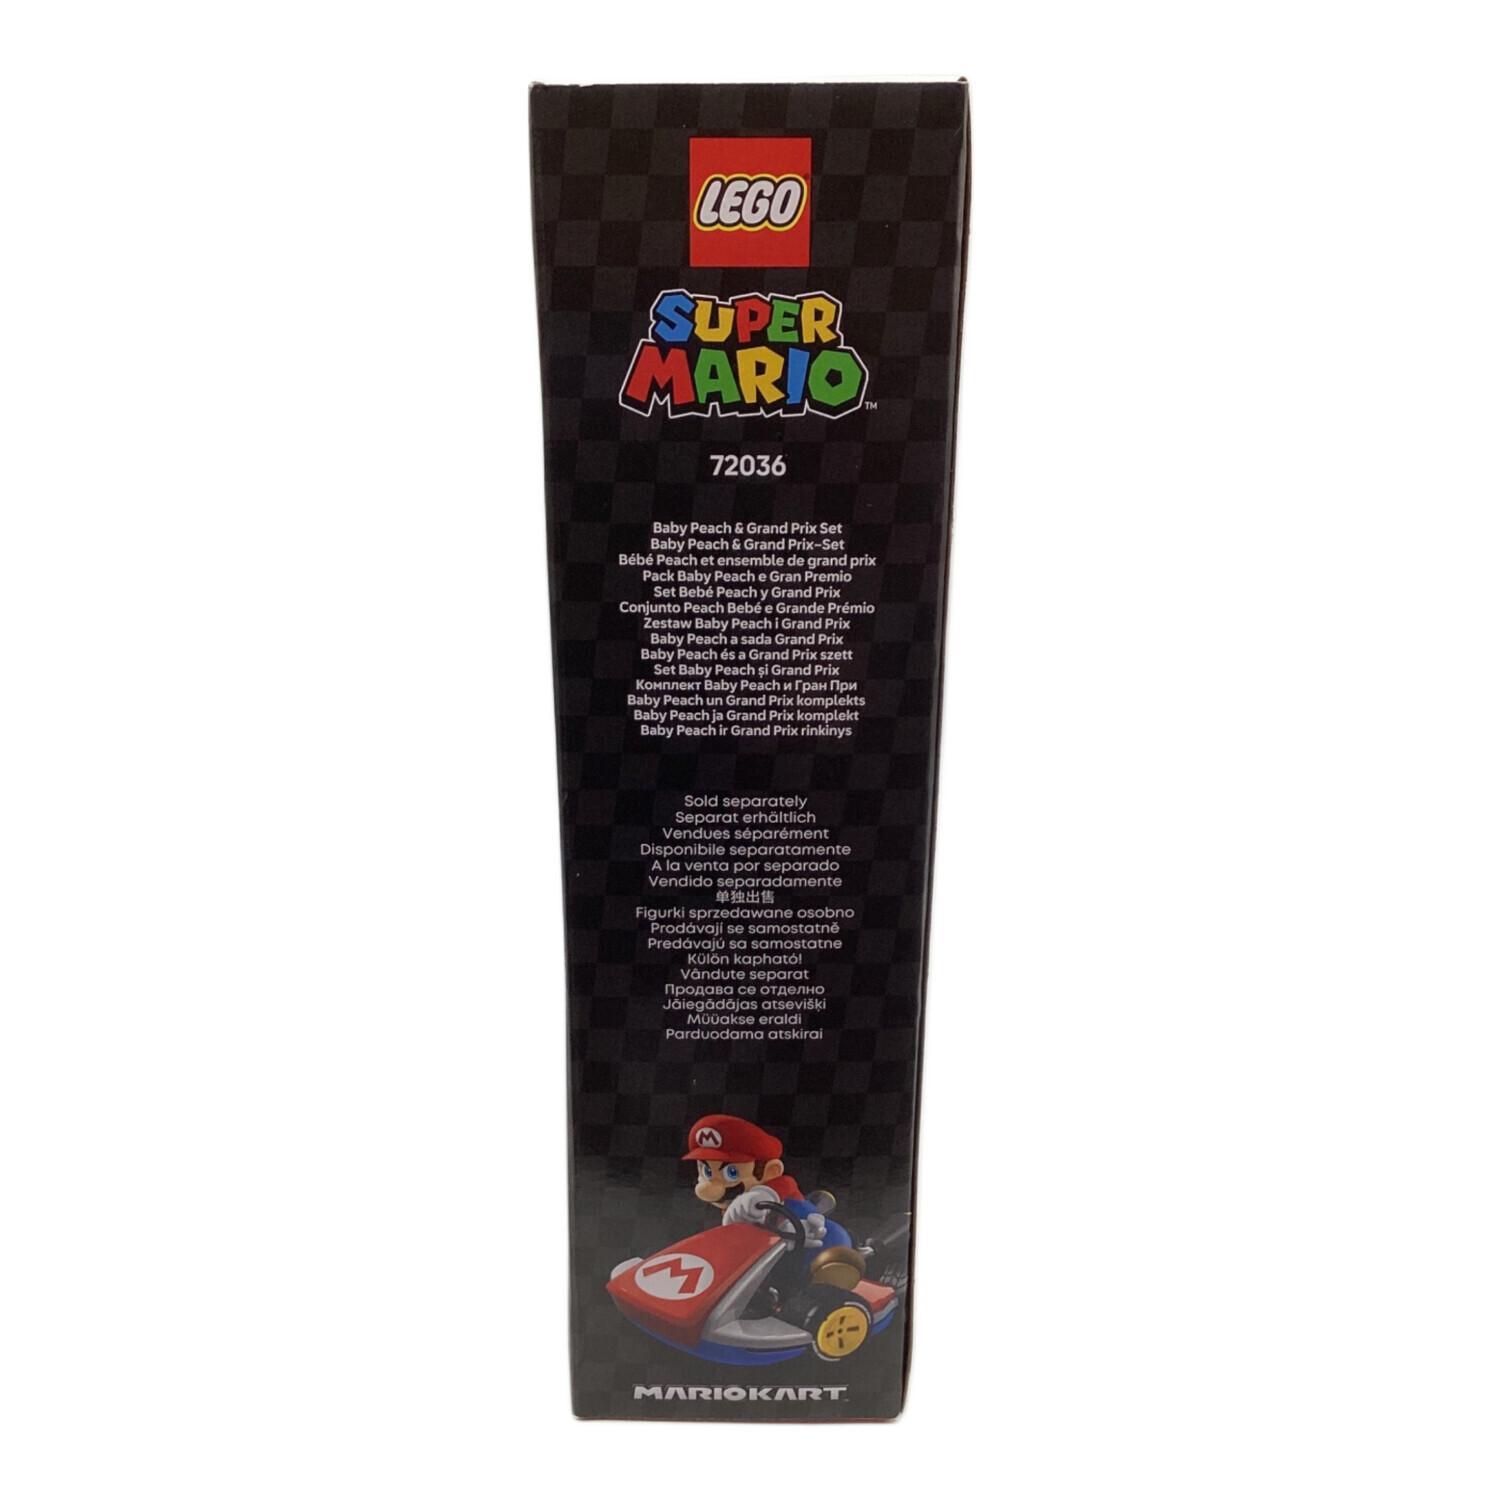 LEGO
SUPER
MARIO™
72036
Baby Peach & Grand Prix Set
Baby Peach & Grand Prix-Set
Bébé Peach et ensemble de grand prix
Pack Baby Peach e Gran Premio
Set Bebé Peach y Grand Prix
Conjunto Peach Bebé e Grande Prémio
Zestaw Baby Peach i Grand Prix
Baby Peach a sada Grand Prix
Baby Peach és a Grand Prix szett
Set Baby Peach și Grand Prix
Комплект Baby Peach и Гран При
Baby Peach un Grand Prix komplekts
Baby Peach ja Grand Prix komplekt
Baby Peach ir Grand Prix rinkinys
Sold separately
Separat erhältlich
Vendues séparément
Disponibile separatamente
A la venta por separado
Vendido separadamente
单独出售
Figurki sprzedawane osobno
Prodávají se samostatně
Predávajú sa samostatne
Külön kapható!
Vândute separat
Продава се отделно
Jāiegādājas atsevišķi
Müüakse eraldi
Parduodama atskirai
M
M
MARIOKART